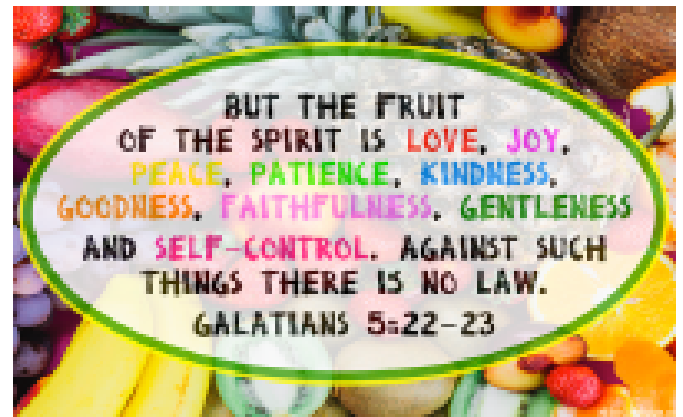 BUT THE FRUIT
OF THE SPIRIT IS LOVE, JOY,
PEACE, PATIENCE, KINDNESS,
GOODNESS, FAITHFULNESS, GENTLENESS
AND SELF-CONTROL. AGAINST SUCH
THINGS THERE IS NO LAW.
GALATIANS 5:22-23